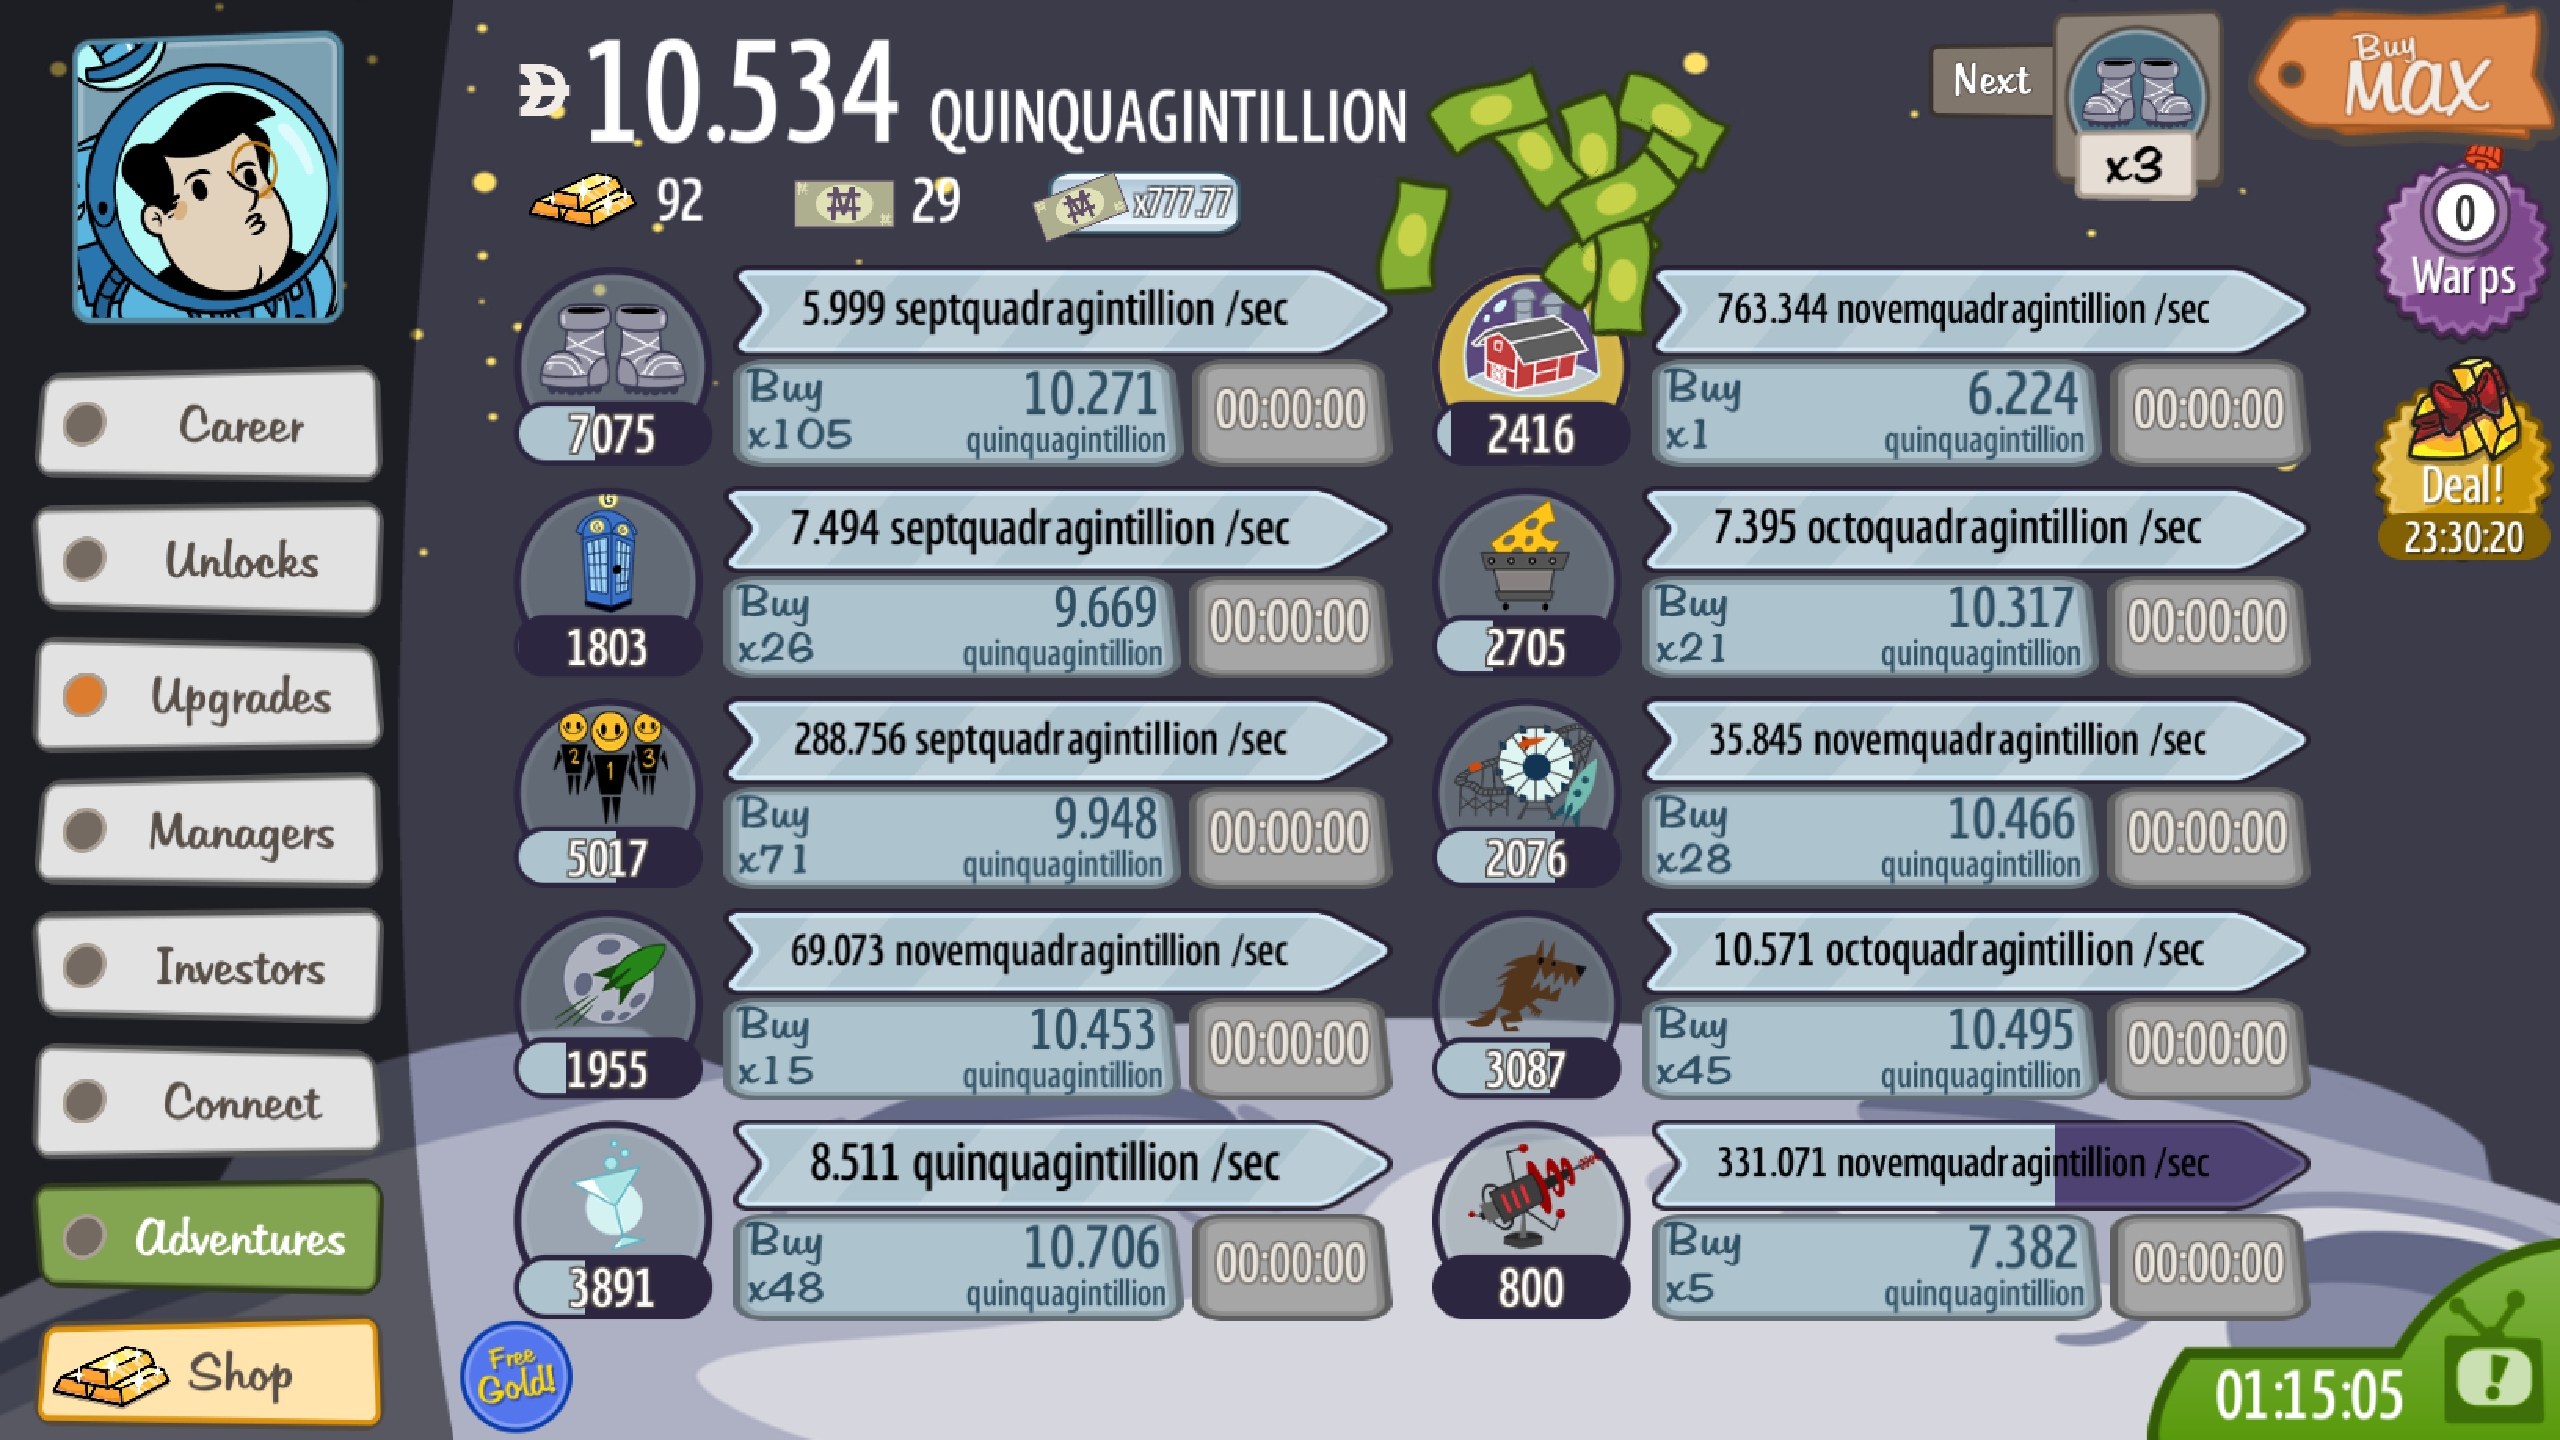 10.534 QUINQUAGINTILLION
Next
x3
Buy
MAX
92
29
x777.77
0
Warps
Deal!
23:30:20
Career
Unlocks
Upgrades
Managers
Investors
Connect
Adventures
Shop
5.999 septquadragintillion /sec
7075
Buy
x105
10.271
quinquagintillion
00:00:00
763.344 novemquadragintillion /sec
2416
Buy
x1
6.224
quinquagintillion
00:00:00
G
7.494 septquadragintillion /sec
1803
Buy
x26
9.669
quinquagintillion
00:00:00
7.395 octoquadragintillion /sec
2705
Buy
x21
10.317
quinquagintillion
00:00:00
2 1 3
288.756 septquadragintillion /sec
5017
Buy
x71
9.948
quinquagintillion
00:00:00
35.845 novemquadragintillion /sec
2076
Buy
x28
10.466
quinquagintillion
00:00:00
69.073 novemquadragintillion /sec
1955
Buy
x15
10.453
quinquagintillion
00:00:00
10.571 octoquadragintillion /sec
3087
Buy
x45
10.495
quinquagintillion
00:00:00
8.511 quinquagintillion /sec
3891
Buy
x48
10.706
quinquagintillion
00:00:00
331.071 novemquadragintillion /sec
800
Buy
x5
7.382
quinquagintillion
00:00:00
Free
Gold!
01:15:05
!